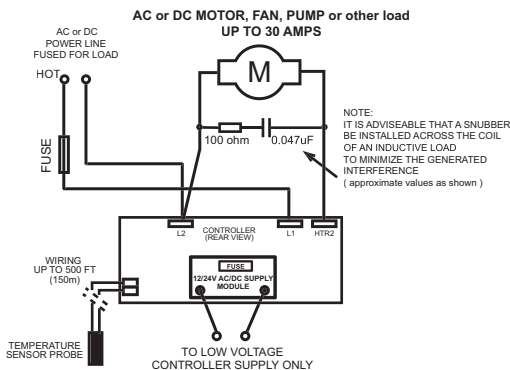 AC or DC MOTOR, FAN, PUMP or other load
UP TO 30 AMPS
AC or DC
POWER LINE
FUSED FOR LOAD
HOT
M
100 ohm
0.047uF
NOTE:
IT IS ADVISEABLE THAT A SNUBBER
BE INSTALLED ACROSS THE COIL
OF AN INDUCTIVE LOAD
TO MINIMIZE THE GENERATED
INTERFERENCE
( approximate values as shown )
FUSE
L2
CONTROLLER
(REAR VIEW)
L1
HTR2
WIRING
UP TO 500 FT
(150m)
FUSE
12/24V AC/DC SUPPLY
MODULE
TEMPERATURE
SENSOR PROBE
TO LOW VOLTAGE
CONTROLLER SUPPLY ONLY